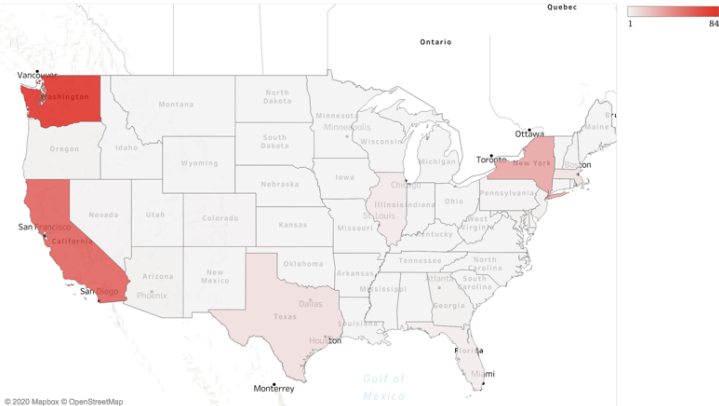 Quebec
Ontario
1
84
Vancouver
Washington
Montana
North
Dakota
Minnesota
Minneapolis
Ottawa
Maine
Oregon
Idaho
South
Dakota
Wisconsin
Michigan
Toronto
New York
Boston
Wyoming
Iowa
Chicago
Pennsylvania
Nebraska
Illinois
Indiana
Ohio
San Francisco
California
Nevada
Utah
Colorado
Kansas
Missouri
St Louis
Kentucky
West
Virginia
Oklahoma
Tennessee
North
Carolina
San Diego
Arizona
Phoenix
New
Mexico
Arkansas
Mississippi
Atlanta
South
Carolina
Dallas
Texas
Georgia
Louisiana
Houston
Florida
Miami
Monterrey
Gulf of
Mexico
© 2020 Mapbox © OpenStreetMap